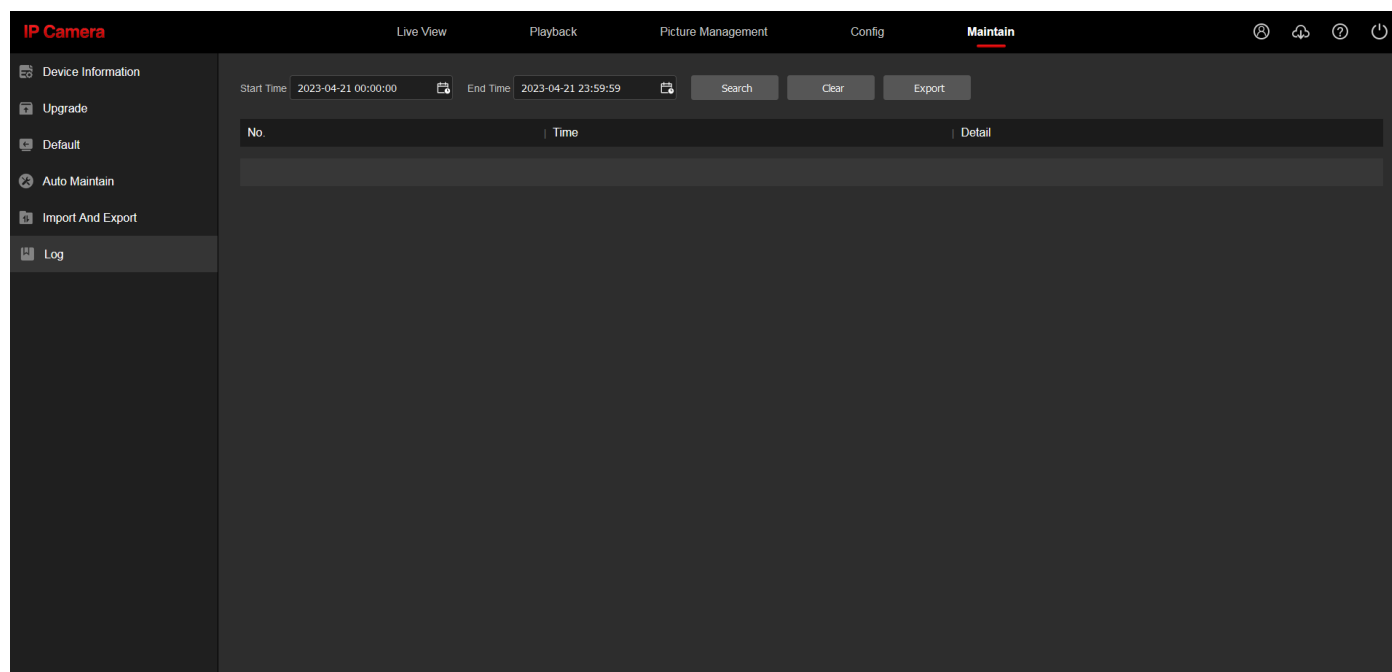 IP Camera
Live View
Playback
Picture Management
Config
Maintain
Device Information
Upgrade
Default
Auto Maintain
Import And Export
Log
Start Time 2023-04-21 00:00:00 End Time 2023-04-21 23:59:59 Search Clear Export
No. Time Detail